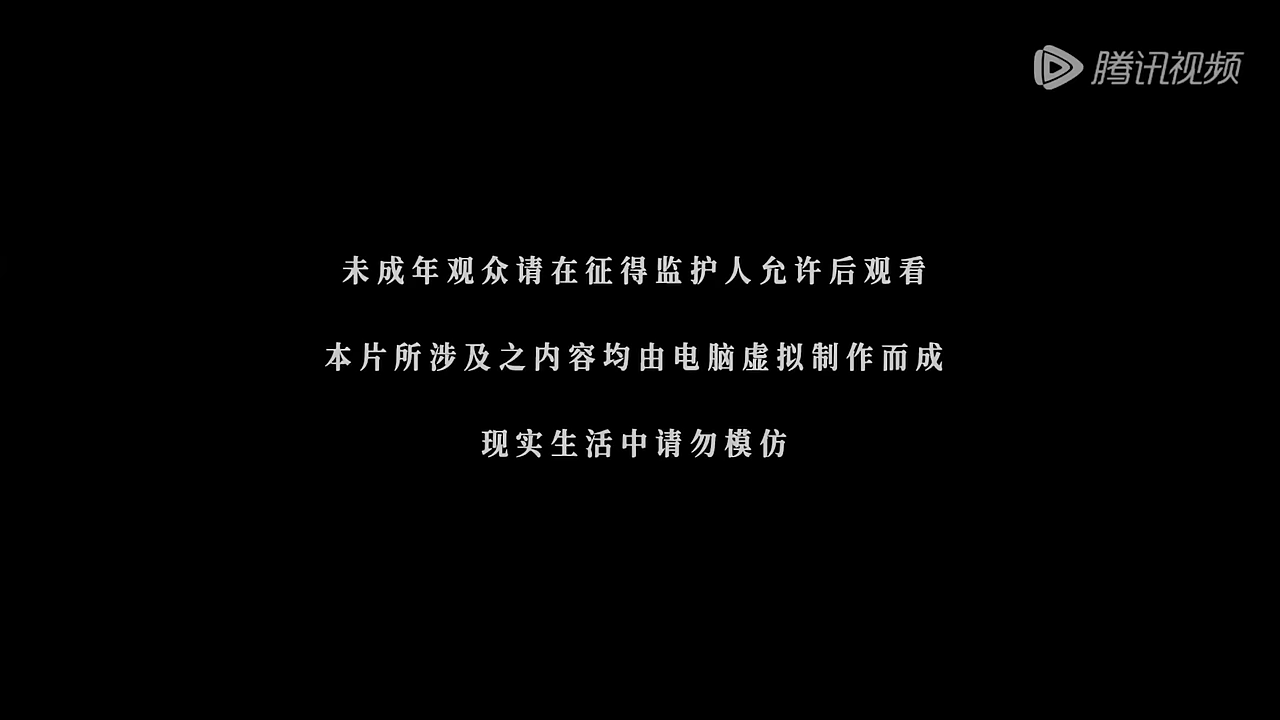 腾讯视频
未成年观众请在征得监护人允许后观看
本片所涉及之内容均由电脑虚拟制作而成
现实生活中请勿模仿